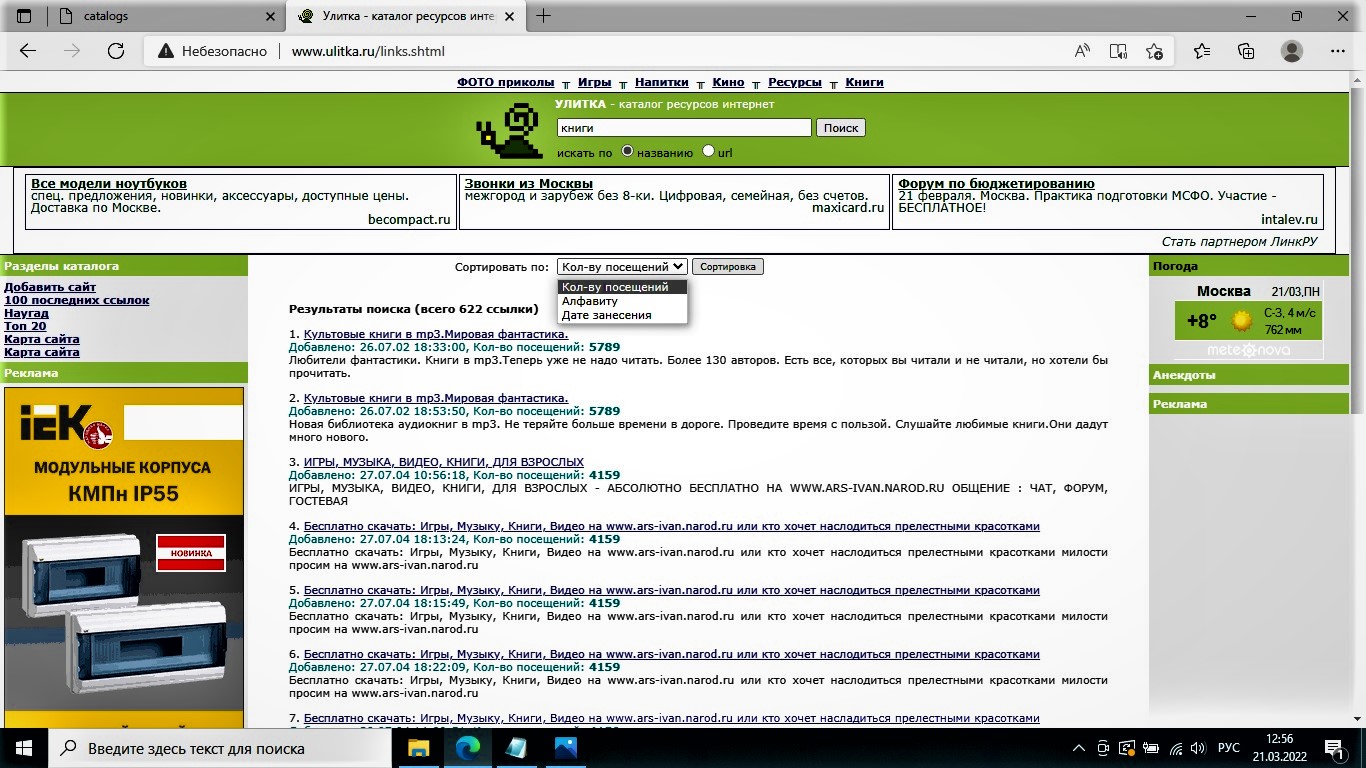 catalogs
Улитка - каталог ресурсов инте
Небезопасно
www.ulitka.ru/links.shtml
ФОТО приколы ╥ Игры ╥ Напитки ╥ Кино ╥ Ресурсы ╥ Книги
УЛИТКА - каталог ресурсов интернет
книги
Поиск
искать по названию url
Все модели ноутбуков
спец. предложения, новинки, аксессуары, доступные цены.
Доставка по Москве.
becompact.ru
Звонки из Москвы
межгород и зарубеж без 8-ки. Цифровая, семейная, без счетов.
maxicard.ru
Форум по бюджетированию
21 февраля. Москва. Практика подготовки МСФО. Участие -
БЕСПЛАТНОЕ!
intalev.ru
Стать партнером ЛинкРУ
Разделы каталога
Добавить сайт
100 последних ссылок
Наугад
Топ 20
Карта сайта
Карта сайта
Реклама
IEK
МОДУЛЬНЫЕ КОРПУСА
КМПн IP55
НОВИНКА
Сортировать по: Кол-ву посещений Сортировка
Кол-ву посещений
Алфавиту
Дате занесения
Результаты поиска (всего 622 ссылки)
1. Культовые книги в mp3.Мировая фантастика.
Добавлено: 26.07.02 18:33:00, Кол-во посещений: 5789
Любители фантастики. Книги в mp3.Теперь уже не надо читать. Более 130 авторов. Есть все, которых вы читали и не читали, но хотели бы
прочитать.
2. Культовые книги в mp3.Мировая фантастика.
Добавлено: 26.07.02 18:53:50, Кол-во посещений: 5789
Новая библиотека аудиокниг в mp3. Не теряйте больше времени в дороге. Проведите время с пользой. Слушайте любимые книги.Они дадут
много нового.
3. ИГРЫ, МУЗЫКА, ВИДЕО, КНИГИ, ДЛЯ ВЗРОСЛЫХ
Добавлено: 27.07.04 10:56:18, Кол-во посещений: 4159
ИГРЫ, МУЗЫКА, ВИДЕО, КНИГИ, ДЛЯ ВЗРОСЛЫХ - АБСОЛЮТНО БЕСПЛАТНО НА WWW.ARS-IVAN.NAROD.RU ОБЩЕНИЕ : ЧАТ, ФОРУМ,
ГОСТЕВАЯ
4. Бесплатно скачать: Игры, Музыку, Книги, Видео на www.ars-ivan.narod.ru или кто хочет насладиться прелестными красотками
Добавлено: 27.07.04 18:13:24, Кол-во посещений: 4159
Бесплатно скачать: Игры, Музыку, Книги, Видео на www.ars-ivan.narod.ru или кто хочет насладиться прелестными красотками милости
просим на www.ars-ivan.narod.ru
5. Бесплатно скачать: Игры, Музыку, Книги, Видео на www.ars-ivan.narod.ru или кто хочет насладиться прелестными красотками
Добавлено: 27.07.04 18:15:49, Кол-во посещений: 4159
Бесплатно скачать: Игры, Музыку, Книги, Видео на www.ars-ivan.narod.ru или кто хочет насладиться прелестными красотками милости
просим на www.ars-ivan.narod.ru
6. Бесплатно скачать: Игры, Музыку, Книги, Видео на www.ars-ivan.narod.ru или кто хочет насладиться прелестными красотками
Добавлено: 27.07.04 18:22:09, Кол-во посещений: 4159
Бесплатно скачать: Игры, Музыку, Книги, Видео на www.ars-ivan.narod.ru или кто хочет насладиться прелестными красотками милости
просим на www.ars-ivan.narod.ru
7. Бесплатно скачать: Игры, Музыку, Книги, Видео на www.ars-ivan.narod.ru или кто хочет насладиться прелестными красотками
Погода
Москва 21/03,ПН
+8° С-З, 4 м/с
762 мм
metenova
Анекдоты
Реклама
Введите здесь текст для поиска
РУС
12:56
21.03.2022
1